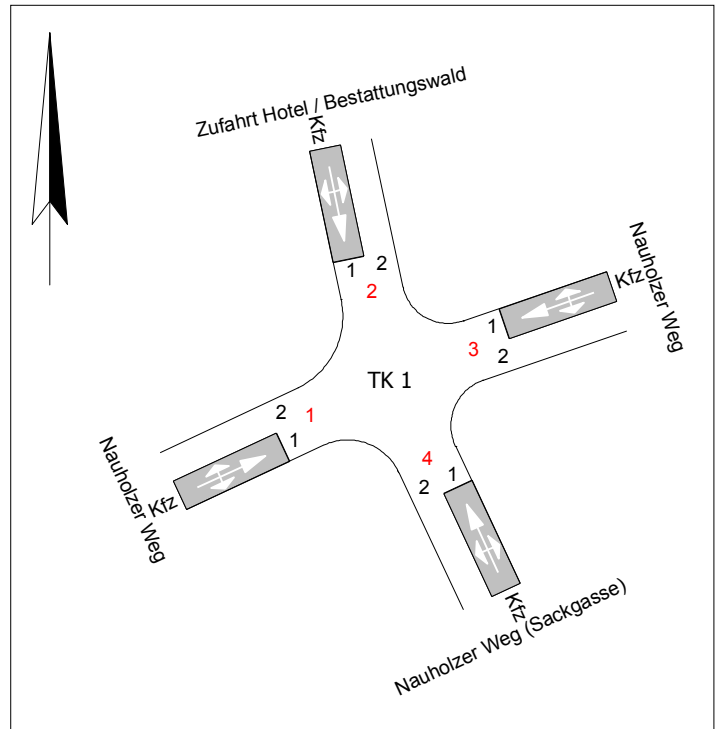 Zufahrt Hotel / Bestattungswald
Kfz
1 2
2
Nauholzer Weg
Kfz
1
3
2
TK 1
2 1
1
Nauholzer Weg
Kfz
4
2 1
Kfz
Nauholzer Weg (Sackgasse)